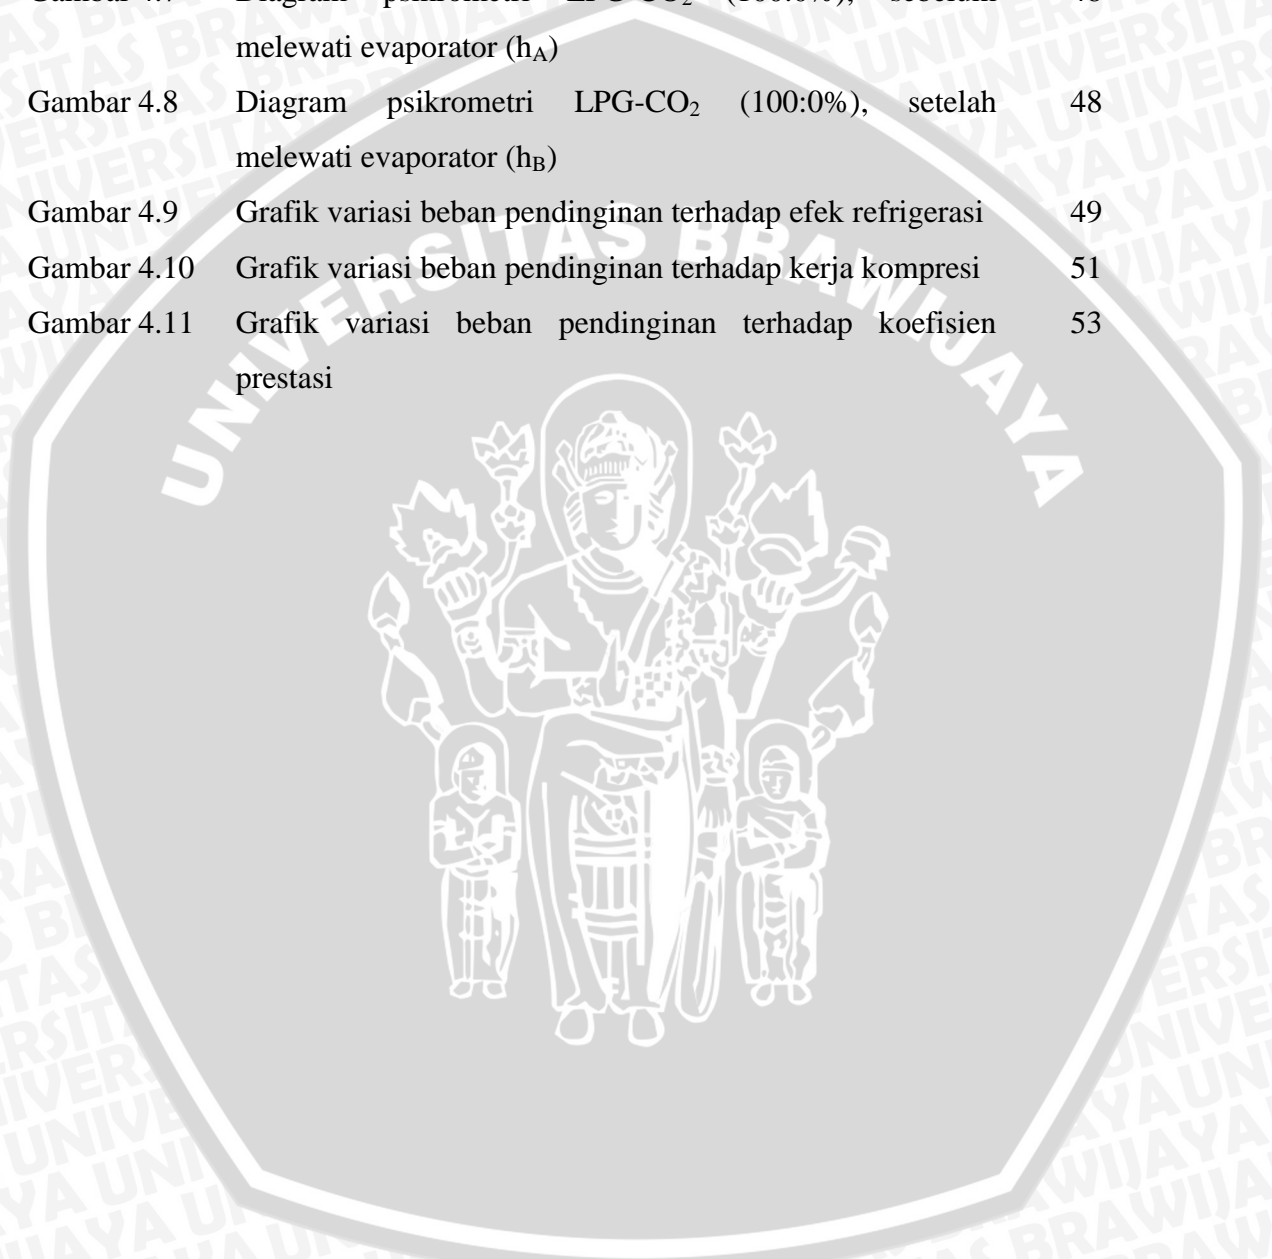 melewati evaporator (hA)
Gambar 4.8 Diagram psikrometri LPG-CO2 (100:0%), setelah 48
melewati evaporator (hB)
Gambar 4.9 Grafik variasi beban pendinginan terhadap efek refrigerasi 49
Gambar 4.10 Grafik variasi beban pendinginan terhadap kerja kompresi 51
Gambar 4.11 Grafik variasi beban pendinginan terhadap koefisien 53
prestasi
UNIVERSITAS BRAWIJAYA